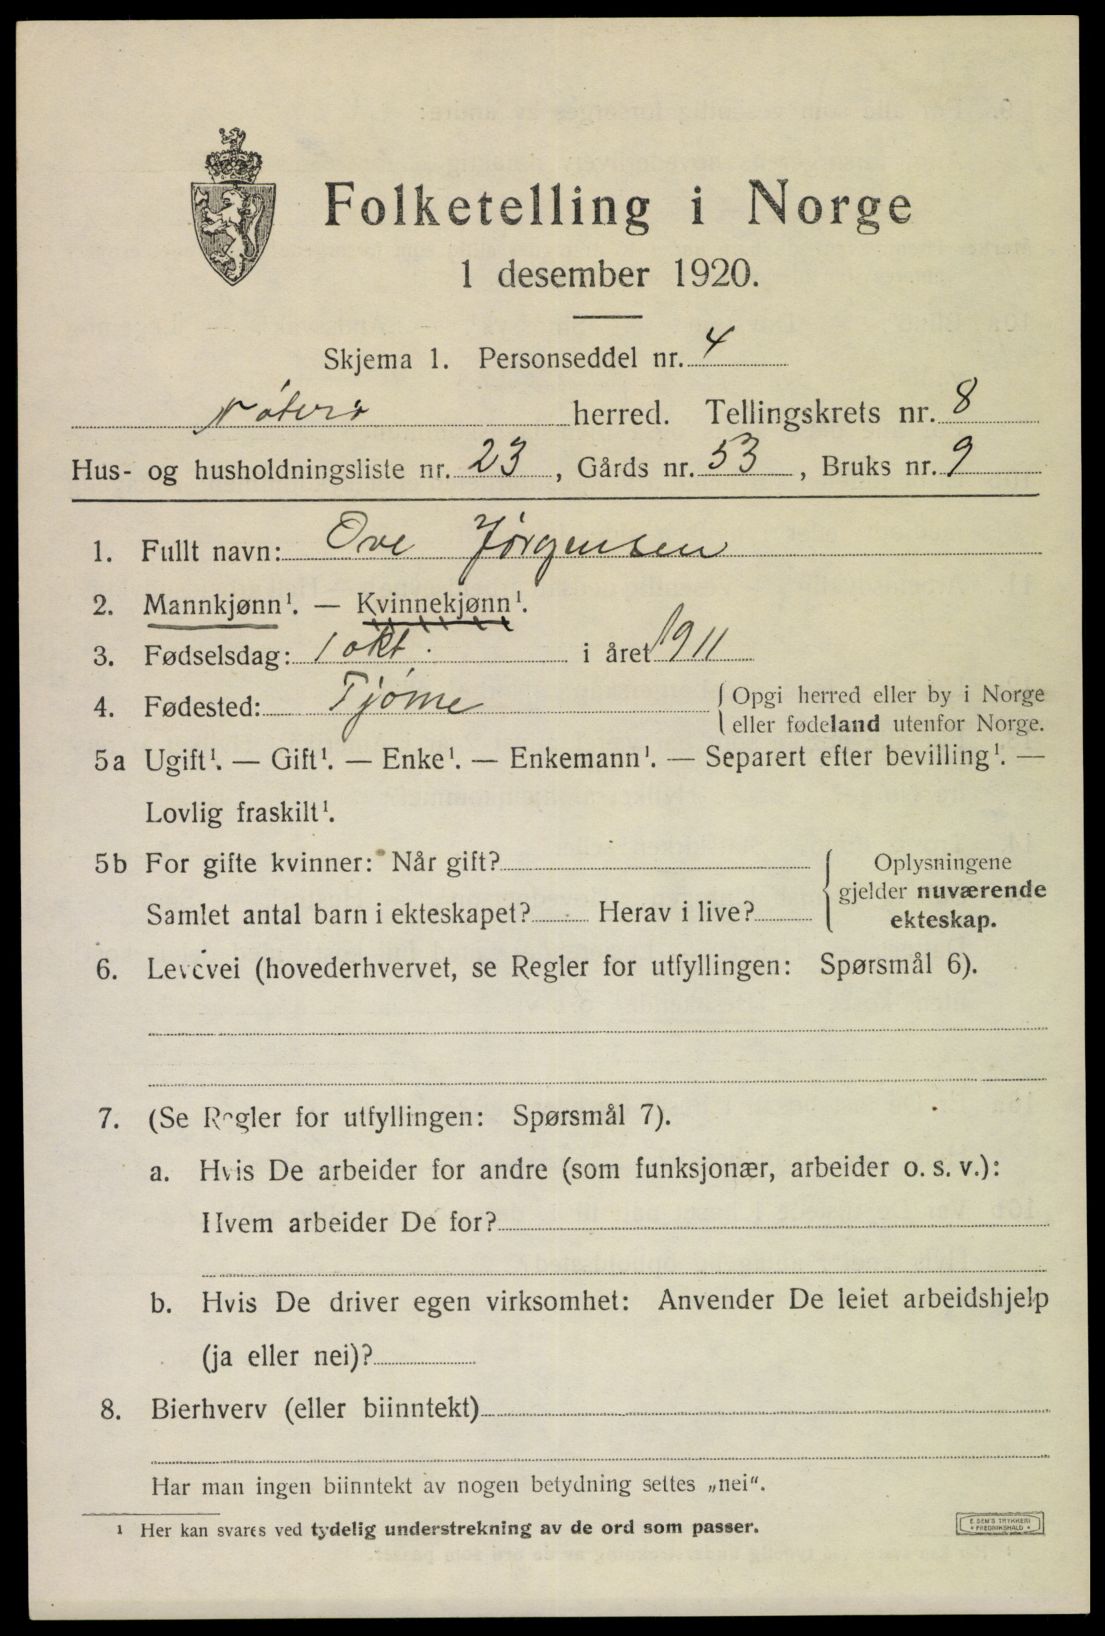 Folketelling i Norge
1 desember 1920.
Skjema 1. Personseddel nr. 4
Nøterø herred. Tellingskrets nr. 8
Hus- og husholdningsliste nr. 23, Gårds nr. 53, Bruks nr. 9
1. Fullt navn: Ove Jørgensen
2. Mannkjønn¹. — Kvinnekjønn¹.
3. Fødselsdag: 1 okt. i året 1911
4. Fødested: Tjøme { Opgi herred eller by i Norge
eller fødeland utenfor Norge.
5a Ugift¹. — Gift¹. — Enke¹. — Enkemann¹. — Separert efter bevilling¹. —
Lovlig fraskilt¹.
5b For gifte kvinner: Når gift? { Oplysningene
gjelder nuværende
Samlet antal barn i ekteskapet? Herav i live? ekteskap.
6. Levevei (hovederhvervet, se Regler for utfyllingen: Spørsmål 6).
7. (Se Regler for utfyllingen: Spørsmål 7).
a. Hvis De arbeider for andre (som funksjonær, arbeider o. s. v.):
Hvem arbeider De for?
b. Hvis De driver egen virksomhet: Anvender De leiet arbeidshjelp
(ja eller nei)?
8. Bierhverv (eller biinntekt)
Har man ingen biinntekt av nogen betydning settes „nei“.
¹ Her kan svares ved tydelig understrekning av de ord som passer.
E. SEM'S TRYKKERI
• FREDRIKSHALD •